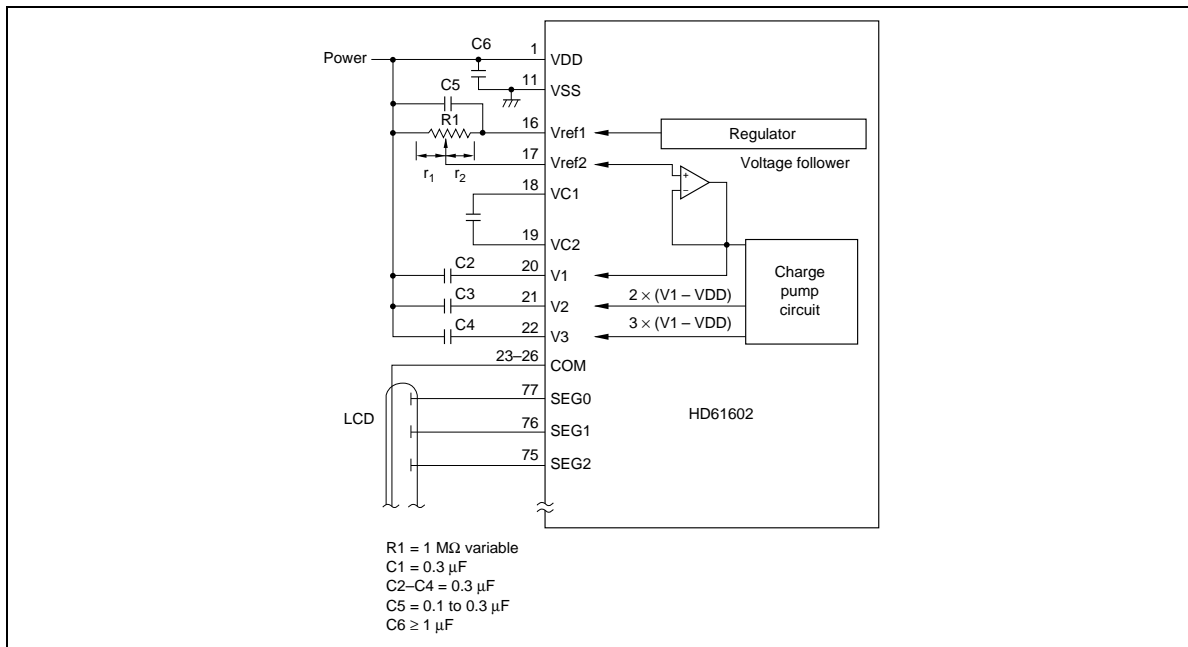 C6
Power
1
VDD
11
VSS
C5
R1
16
Vref1
Regulator
17
Vref2
Voltage follower
r1
r2
18
VC1
+
−
19
VC2
C2
20
V1
Charge
pump
circuit
C3
21
V2
2 × (V1 – VDD)
C4
22
V3
3 × (V1 – VDD)
23–26
COM
77
SEG0
LCD
HD61602
76
SEG1
75
SEG2
R1 = 1 MΩ variable
C1 = 0.3 µF
C2–C4 = 0.3 µF
C5 = 0.1 to 0.3 µF
C6 ≥ 1 µF